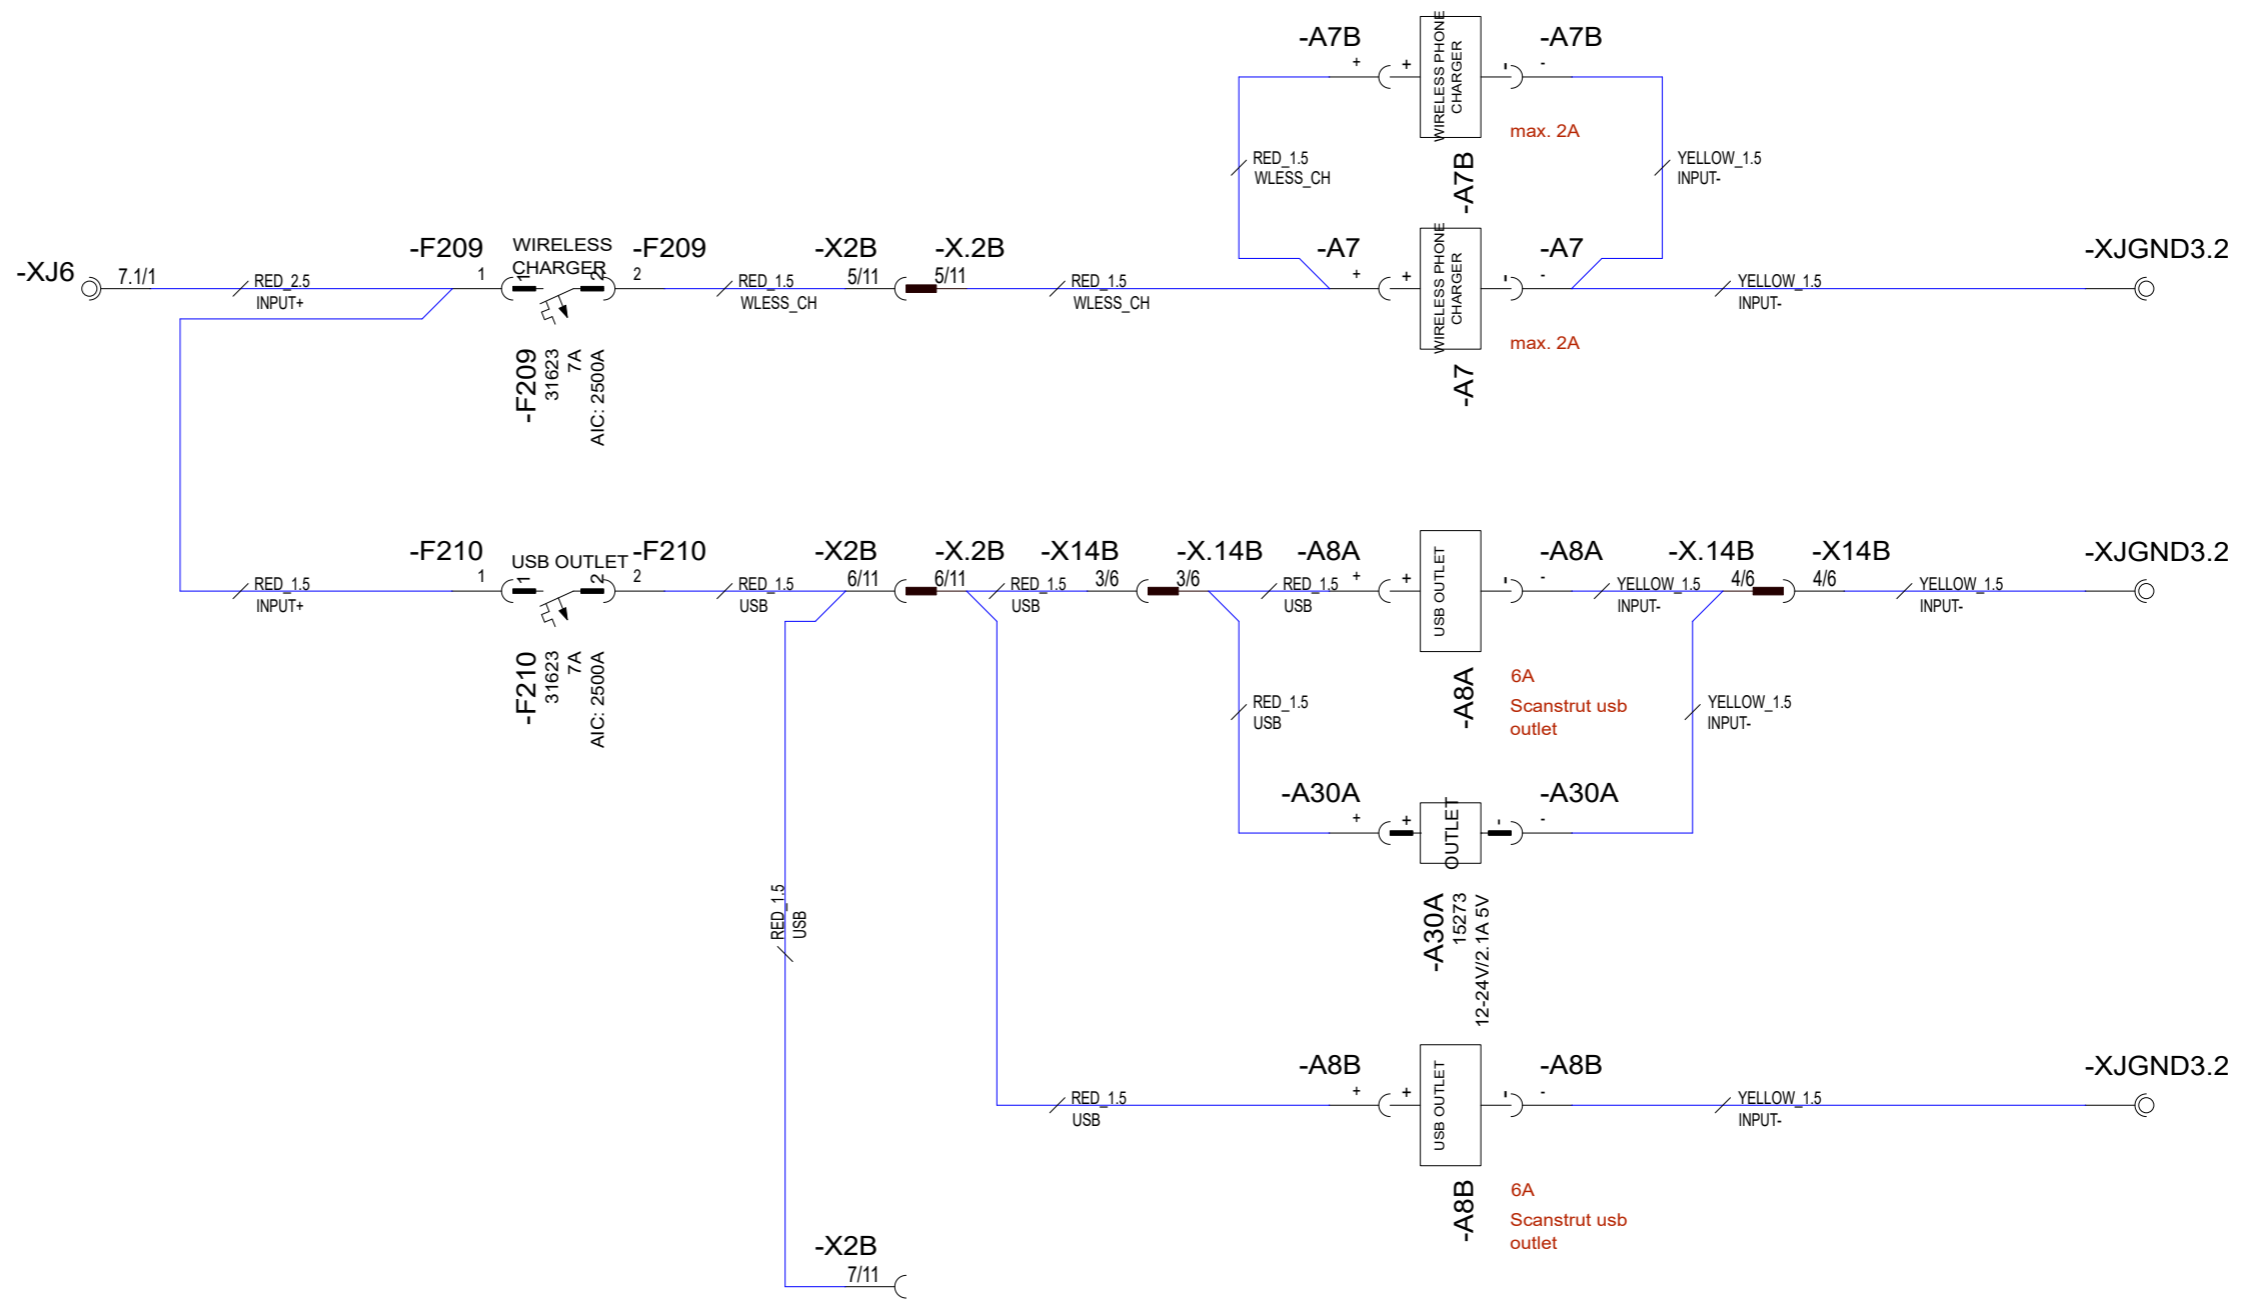 -A7B
+
+
WIRELESS PHONE
CHARGER
-
-A7B
-
max. 2A
-A7B
RED_1.5
WLESS_CH
YELLOW_1.5
INPUT-
-XJ6
7.1/1
RED_2.5
INPUT+
-F209
1
WIRELESS
CHARGER
1
2
-F209
2
-F209
31623
7A
AIC: 2500A
RED_1.5
WLESS_CH
-X2B
5/11
-X.2B
5/11
RED_1.5
WLESS_CH
-A7
+
+
WIRELESS PHONE
CHARGER
-
-A7
-
max. 2A
-A7
YELLOW_1.5
INPUT-
-XJGND3.2
RED_1.5
INPUT+
-F210
1
USB OUTLET
1
2
-F210
2
-F210
31623
7A
AIC: 2500A
RED_1.5
USB
-X2B
6/11
-X.2B
6/11
RED_1.5
USB
-X14B
3/6
-X.14B
3/6
RED_1.5
USB
-A8A
+
+
USB OUTLET
-
-A8A
-
6A
Scanstrut usb
outlet
-A8A
YELLOW_1.5
INPUT-
-X.14B
4/6
-X14B
4/6
YELLOW_1.5
INPUT-
-XJGND3.2
RED_1.5
USB
YELLOW_1.5
INPUT-
-A30A
+
+
OUTLET
-
-A30A
-
-A30A
15273
12-24V/2.1A 5V
RED_1.5
USB
RED_1.5
USB
-A8B
+
+
USB OUTLET
-
-A8B
-
6A
Scanstrut usb
outlet
-A8B
YELLOW_1.5
INPUT-
-XJGND3.2
-X2B
7/11